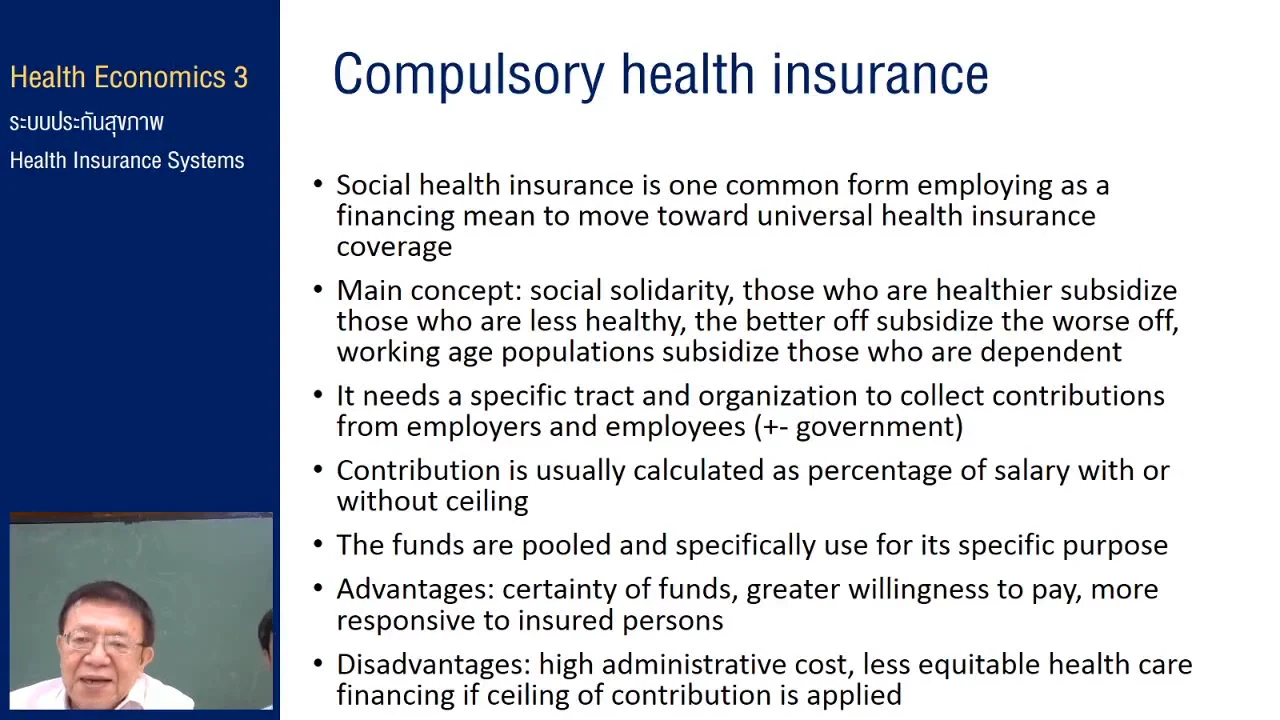 Health Economics 3
ระบบประกันสุขภาพ
Health Insurance Systems
Compulsory health insurance
• Social health insurance is one common form employing as a
financing mean to move toward universal health insurance
coverage
• Main concept: social solidarity, those who are healthier subsidize
those who are less healthy, the better off subsidize the worse off,
working age populations subsidize those who are dependent
• It needs a specific tract and organization to collect contributions
from employers and employees (+- government)
• Contribution is usually calculated as percentage of salary with or
without ceiling
• The funds are pooled and specifically use for its specific purpose
• Advantages: certainty of funds, greater willingness to pay, more
responsive to insured persons
• Disadvantages: high administrative cost, less equitable health care
financing if ceiling of contribution is applied